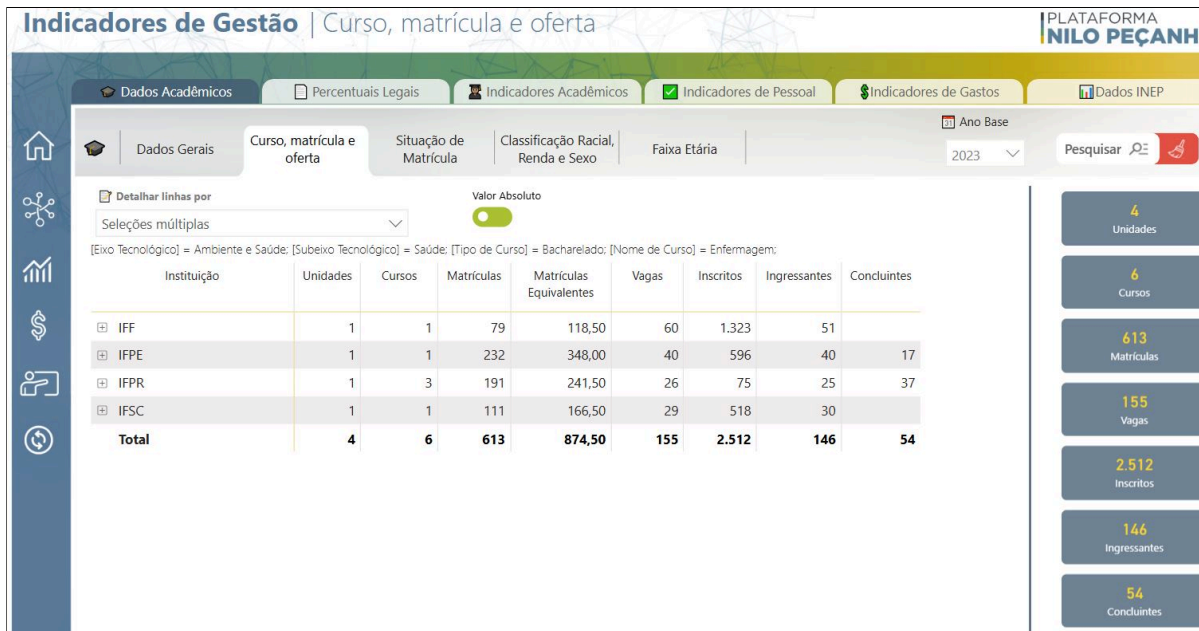 Indicadores de Gestão | Curso, matrícula e oferta
PLATAFORMA
NILO PEÇANH
Dados Acadêmicos
Percentuais Legais
Indicadores Acadêmicos
Indicadores de Pessoal
Indicadores de Gastos
Dados INEP
Dados Gerais
Curso, matrícula e
oferta
Situação de
Matrícula
Classificação Racial,
Renda e Sexo
Faixa Etária
Ano Base
2023
Pesquisar
Detalhar linhas por
Seleções múltiplas
Valor Absoluto
[Eixo Tecnológico] = Ambiente e Saúde; [Subeixo Tecnológico] = Saúde; [Tipo de Curso] = Bacharelado; [Nome de Curso] = Enfermagem;
Instituição Unidades Cursos Matrículas Matrículas Equivalentes Vagas Inscritos Ingressantes Concluintes
IFF 1 1 79 118,50 60 1.323 51
IFPE 1 1 232 348,00 40 596 40 17
IFPR 1 3 191 241,50 26 75 25 37
IFSC 1 1 111 166,50 29 518 30
Total 4 6 613 874,50 155 2.512 146 54
4
Unidades
6
Cursos
613
Matrículas
155
Vagas
2.512
Inscritos
146
Ingressantes
54
Concluintes